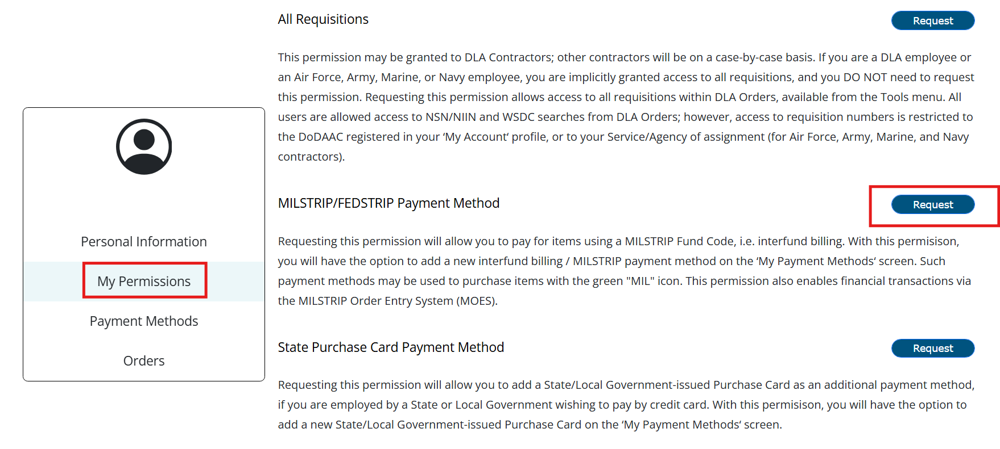 All Requisitions
Request
This permission may be granted to DLA Contractors; other contractors will be on a case-by-case basis. If you are a DLA employee or
an Air Force, Army, Marine, or Navy employee, you are implicitly granted access to all requisitions, and you DO NOT need to request
this permission. Requesting this permission allows access to all requisitions within DLA Orders, available from the Tools menu. All
users are allowed access to NSN/NIIN and WSDC searches from DLA Orders; however, access to requisition numbers is restricted to
the DoDAAC registered in your ‘My Account‘ profile, or to your Service/Agency of assignment (for Air Force, Army, Marine, and Navy
contractors).
MILSTRIP/FEDSTRIP Payment Method
Request
Requesting this permission will allow you to pay for items using a MILSTRIP Fund Code, i.e. interfund billing. With this permisison,
you will have the option to add a new interfund billing / MILSTRIP payment method on the ‘My Payment Methods‘ screen. Such
payment methods may be used to purchase items with the green "MIL" icon. This permission also enables financial transactions via
the MILSTRIP Order Entry System (MOES).
State Purchase Card Payment Method
Request
Requesting this permission will allow you to add a State/Local Government-issued Purchase Card as an additional payment method,
if you are employed by a State or Local Government wishing to pay by credit card. With this permisison, you will have the option to
add a new State/Local Government-issued Purchase Card on the ‘My Payment Methods‘ screen.
Personal Information
My Permissions
Payment Methods
Orders